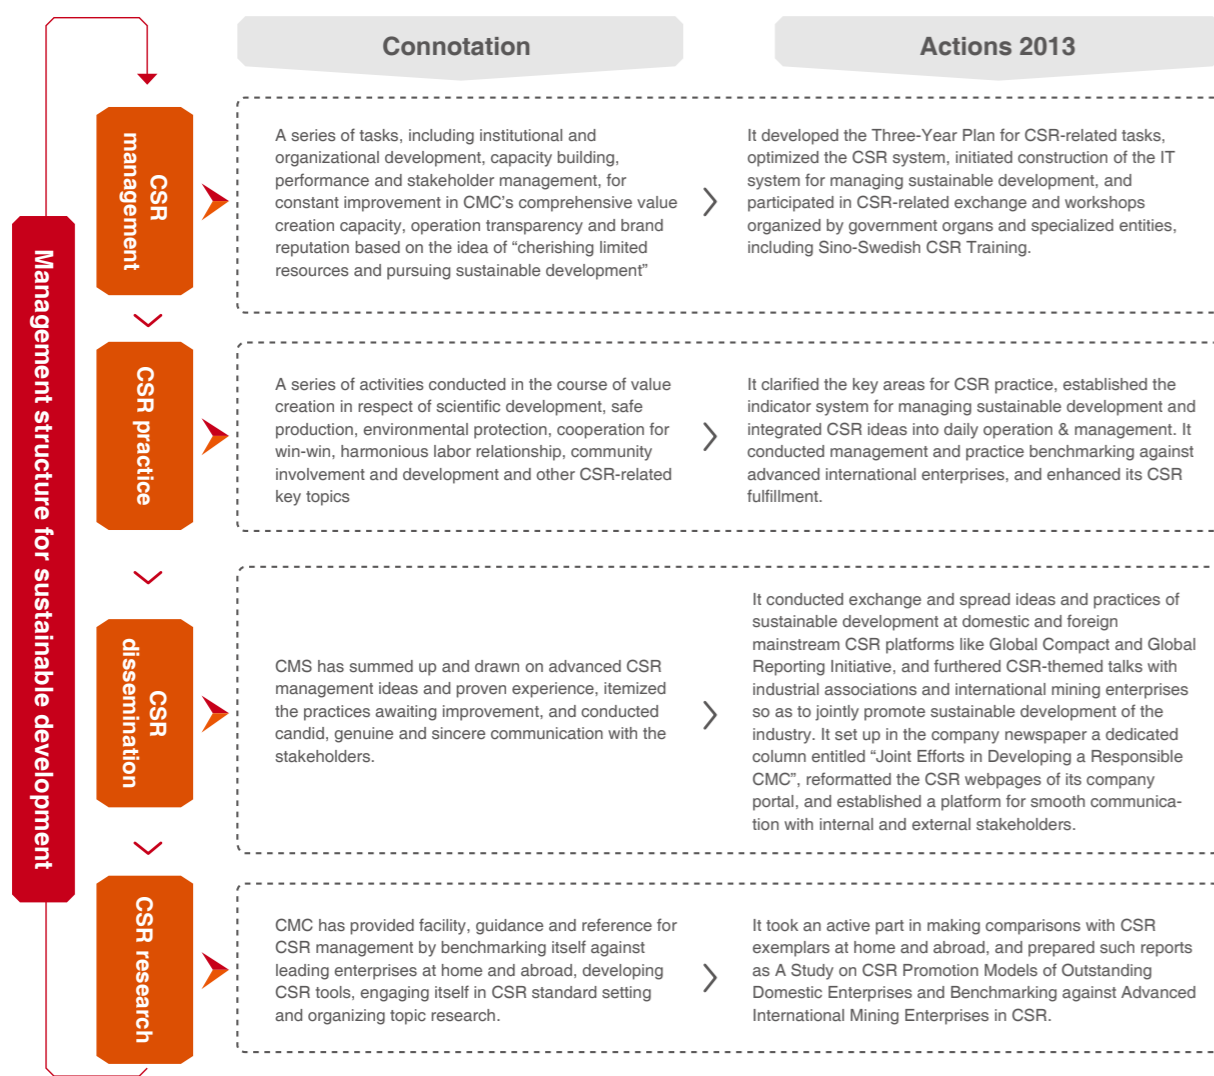 Management structure for sustainable development
Connotation
Actions 2013
CSR
management
A series of tasks, including institutional and
organizational development, capacity building,
performance and stakeholder management, for
constant improvement in CMC's comprehensive value
creation capacity, operation transparency and brand
reputation based on the idea of “cherishing limited
resources and pursuing sustainable development”
It developed the Three-Year Plan for CSR-related tasks,
optimized the CSR system, initiated construction of the IT
system for managing sustainable development, and
participated in CSR-related exchange and workshops
organized by government organs and specialized entities,
including Sino-Swedish CSR Training.
CSR practice
A series of activities conducted in the course of value
creation in respect of scientific development, safe
production, environmental protection, cooperation for
win-win, harmonious labor relationship, community
involvement and development and other CSR-related
key topics
It clarified the key areas for CSR practice, established the
indicator system for managing sustainable development and
integrated CSR ideas into daily operation & management. It
conducted management and practice benchmarking against
advanced international enterprises, and enhanced its CSR
fulfillment.
CSR
dissemination
CMS has summed up and drawn on advanced CSR
management ideas and proven experience, itemized
the practices awaiting improvement, and conducted
candid, genuine and sincere communication with the
stakeholders.
It conducted exchange and spread ideas and practices of
sustainable development at domestic and foreign
mainstream CSR platforms like Global Compact and Global
Reporting Initiative, and furthered CSR-themed talks with
industrial associations and international mining enterprises
so as to jointly promote sustainable development of the
industry. It set up in the company newspaper a dedicated
column entitled “Joint Efforts in Developing a Responsible
CMC”, reformatted the CSR webpages of its company
portal, and established a platform for smooth communica-
tion with internal and external stakeholders.
CSR research
CMC has provided facility, guidance and reference for
CSR management by benchmarking itself against
leading enterprises at home and abroad, developing
CSR tools, engaging itself in CSR standard setting
and organizing topic research.
It took an active part in making comparisons with CSR
exemplars at home and abroad, and prepared such reports
as A Study on CSR Promotion Models of Outstanding
Domestic Enterprises and Benchmarking against Advanced
International Mining Enterprises in CSR.